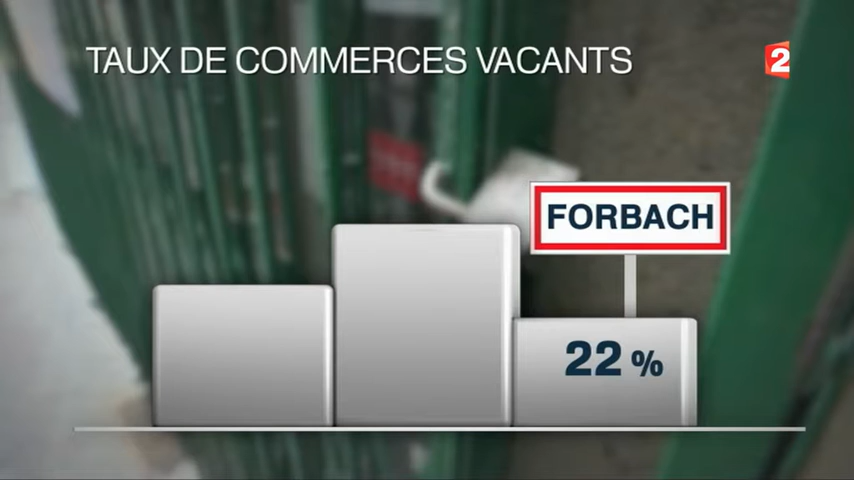 TAUX DE COMMERCES VACANTS
2
FORBACH
22 %